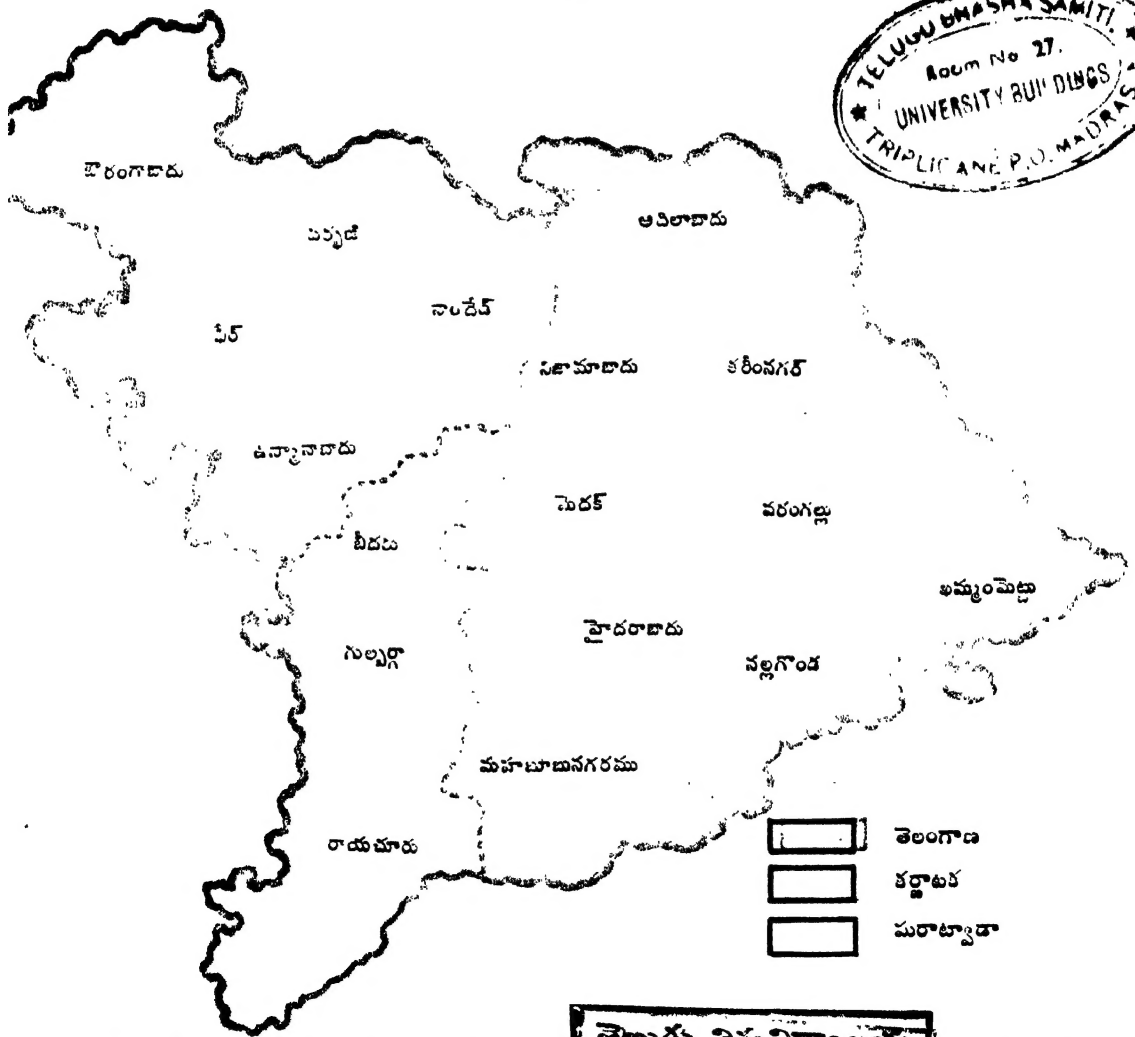 TELUGU BHASHA SAMITI.
Room No 27.
UNIVERSITY BUILDINGS
TRIPLICANE P.O. MADRAS
ఔరంగాబాదు
పర్భణీ
ఆదిలాబాదు
నాందేడ్
నిజామాబాదు
కరీంనగర్
ఉస్మానాబాదు
మెదక్
వరంగల్లు
బీదరు
ఖమ్మంమెట్టు
హైదరాబాదు
గుల్బర్గా
నల్లగొండ
మహబూబునగరము
రాయచూరు
తెలంగాణ
కర్ణాటక
మరాట్వాడా